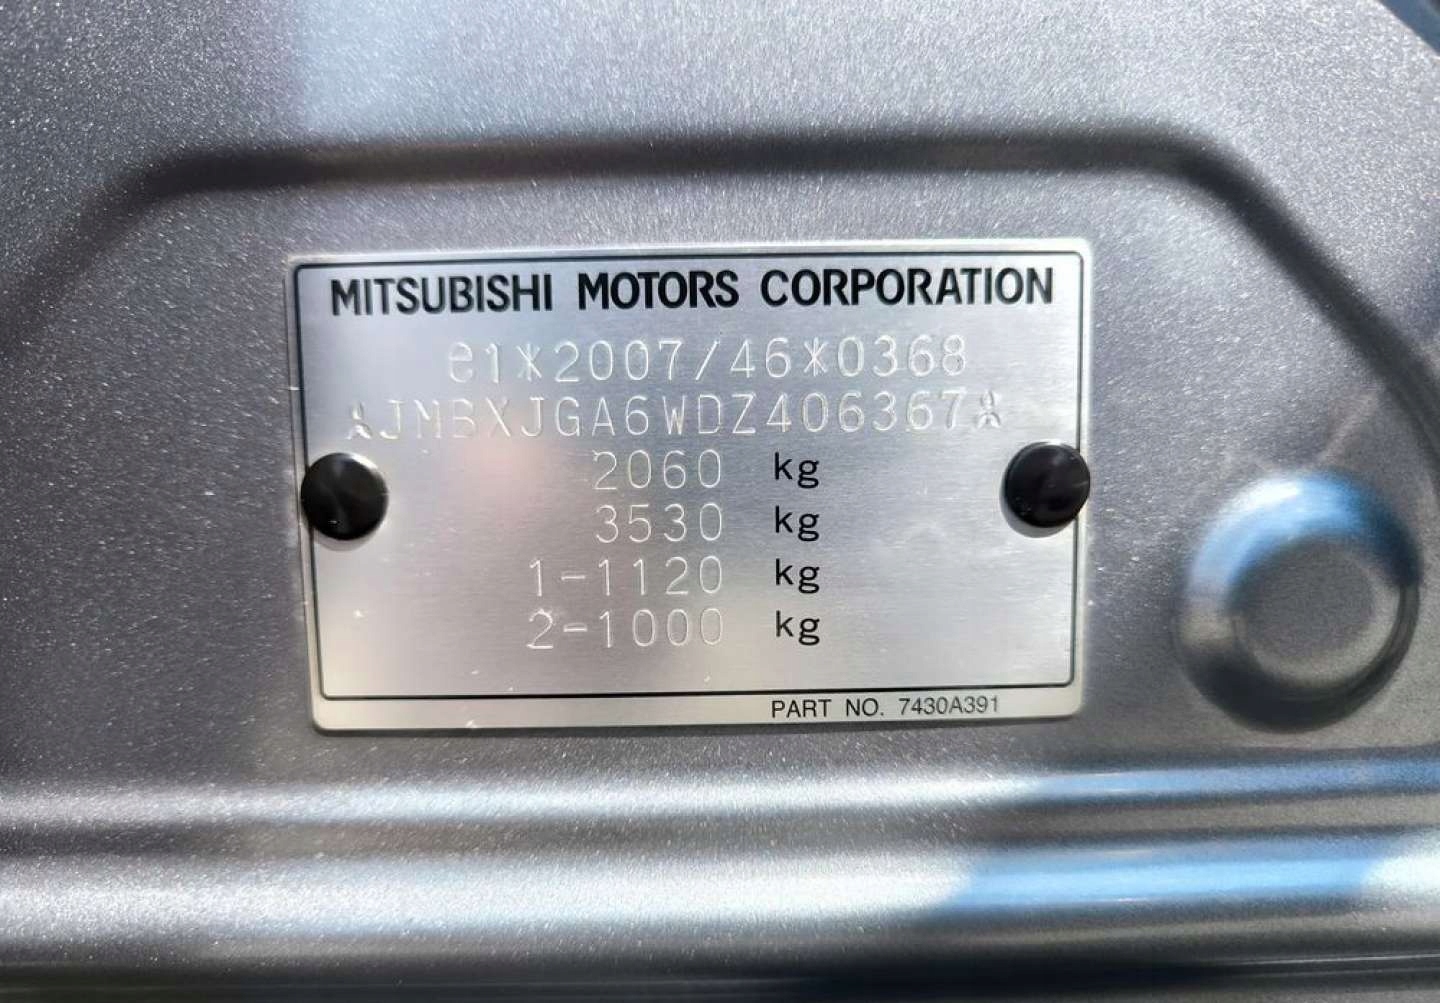 MITSUBISHI MOTORS CORPORATION
e1*2007/46*0368
JMBXJGA6WDZ406367
2060 kg
3530 kg
1-1120 kg
2-1000 kg
PART NO. 7430A391